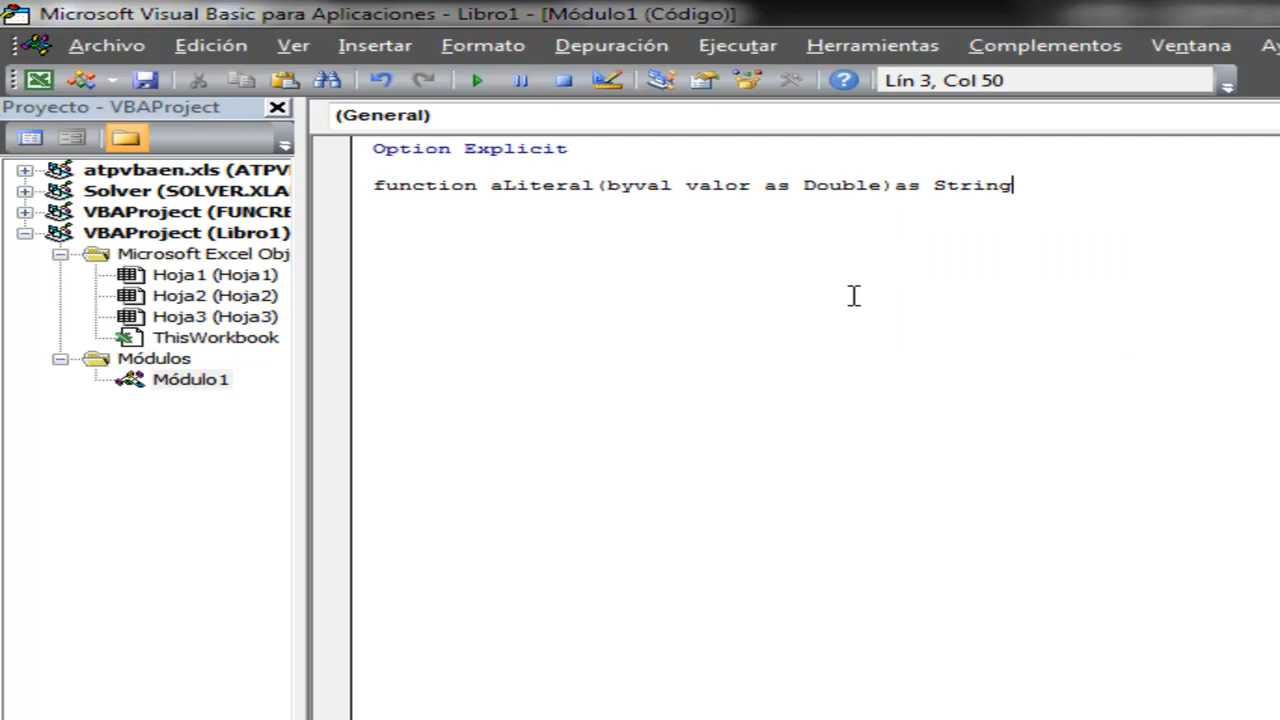 Microsoft Visual Basic para Aplicaciones - Libro1 - [Módulo1 (Código)]
Archivo Edición Ver Insertar Formato Depuración Ejecutar Herramientas Complementos Ventana Ay
Lín 3, Col 50
Proyecto - VBAProject
(General)
Option Explicit
function aLiteral(byval valor as Double)as String
atpvbaen.xls (ATPV
Solver (SOLVER.XLA
VBAProject (FUNCRE
VBAProject (Libro1)
Microsoft Excel Obj
Hoja1 (Hoja1)
Hoja2 (Hoja2)
Hoja3 (Hoja3)
ThisWorkbook
Módulos
Módulo1